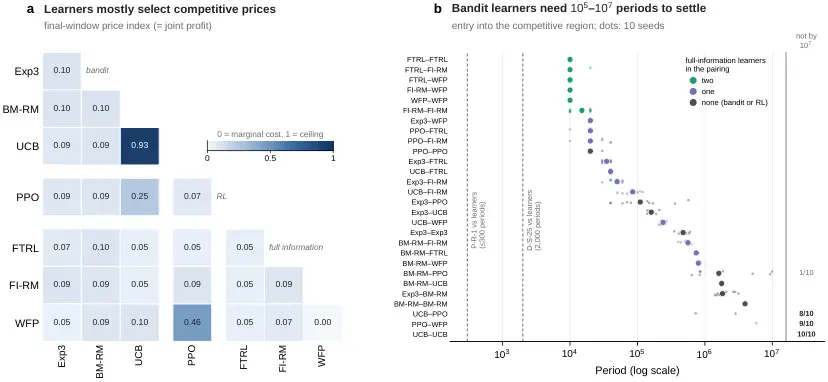 a Learners mostly select competitive prices
final-window price index (= joint profit)
Exp3 0.10 bandit
BM-RM 0.10 0.10
UCB 0.09 0.09 0.93
0 = marginal cost, 1 = ceiling
0 0.5 1
PPO 0.09 0.09 0.25 0.07 RL
FTRL 0.07 0.10 0.05 0.05 0.05 full information
FI-RM 0.09 0.09 0.05 0.09 0.05 0.09
WFP 0.05 0.09 0.10 0.46 0.05 0.07 0.00
Exp3 BM-RM UCB PPO FTRL FI-RM WFP
b Bandit learners need 10⁵–10⁷ periods to settle
entry into the competitive region; dots: 10 seeds
not by
10⁷
full-information learners
in the pairing
two
one
none (bandit or RL)
FTRL–FTRL
FTRL–FI-RM
FTRL–WFP
FI-RM–WFP
WFP–WFP
FI-RM–FI-RM
Exp3–WFP
PPO–FTRL
PPO–FI-RM
PPO–PPO
Exp3–FTRL
UCB–FTRL
Exp3–FI-RM
UCB–FI-RM
Exp3–PPO
Exp3–UCB
UCB–WFP
Exp3–Exp3
BM-RM–FI-RM
BM-RM–FTRL
BM-RM–WFP
BM-RM–PPO 1/10
BM-RM–UCB
Exp3–BM-RM
BM-RM–BM-RM
UCB–PPO 8/10
PPO–WFP 9/10
UCB–UCB 10/10
P-R-1 vs learners
(≤300 periods)
D-S-25 vs learners
(2,000 periods)
10³ 10⁴ 10⁵ 10⁶ 10⁷
Period (log scale)